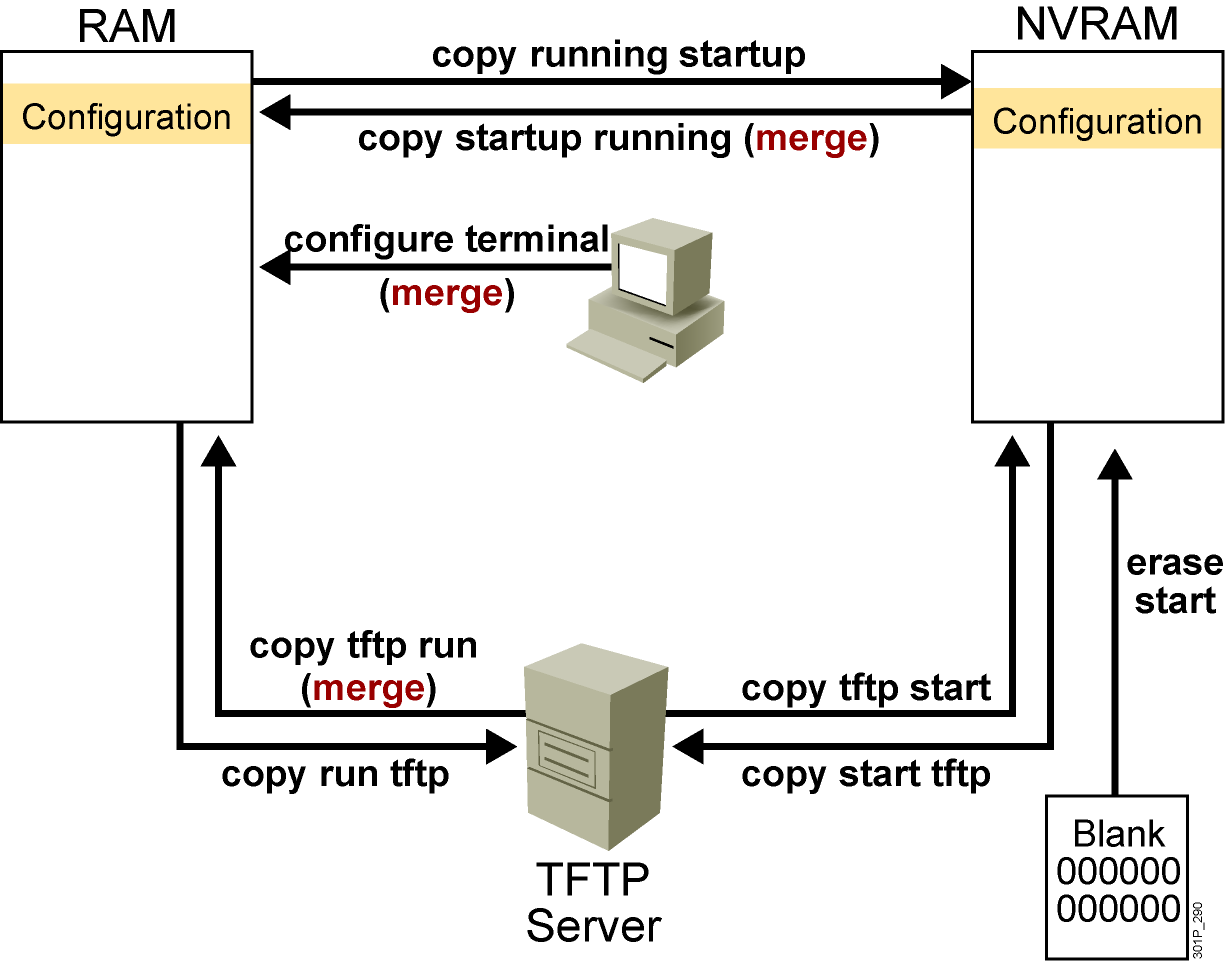 RAM
NVRAM
copy running startup
Configuration
Configuration
copy startup running (merge)
configure terminal
(merge)
erase
start
copy tftp run
(merge)
copy tftp start
copy run tftp
copy start tftp
Blank
000000
000000
TFTP
Server
301P_290